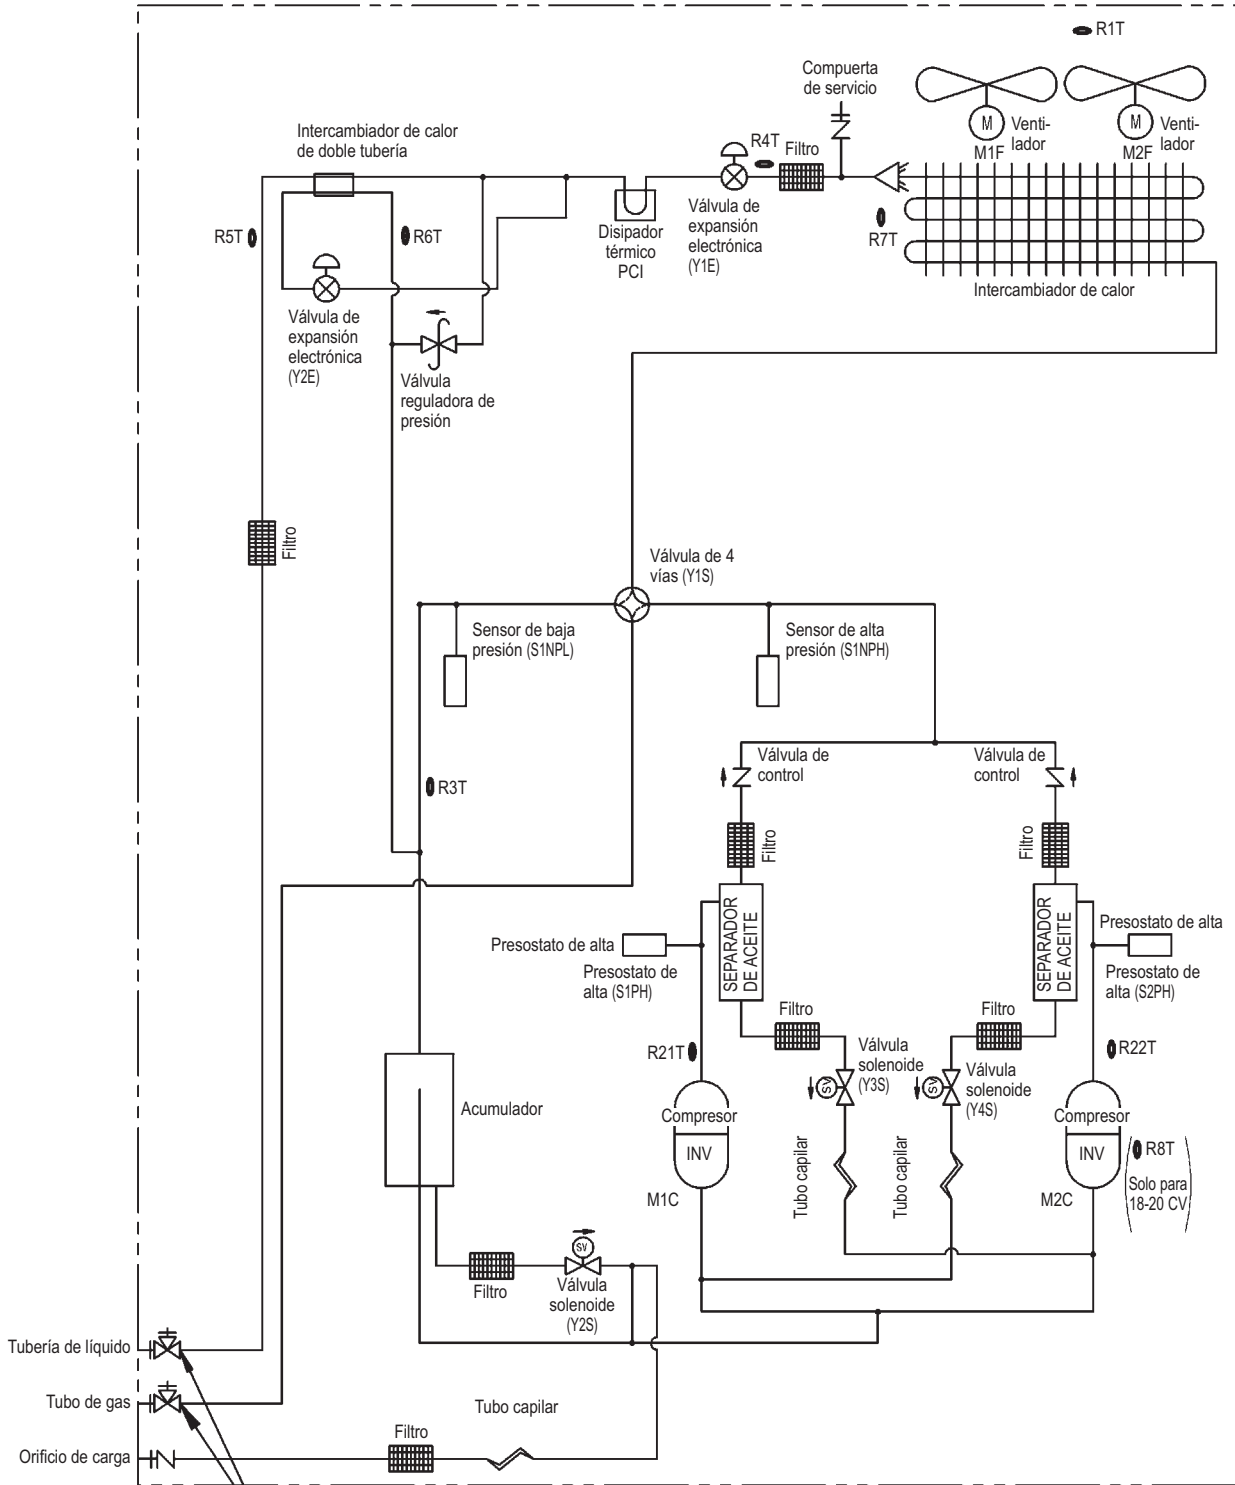 R1T
Compuerta
de servicio
M
Venti-
lador
M1F
M
Venti-
lador
M2F
Intercambiador de calor
de doble tubería
R4T
Filtro
R5T
R6T
Válvula de
expansión
electrónica
(Y2E)
Válvula
reguladora de
presión
Disipador
térmico
PCI
Válvula de
expansión
electrónica
(Y1E)
R7T
Intercambiador de calor
Filtro
Válvula de 4
vías (Y1S)
Sensor de baja
presión (S1NPL)
Sensor de alta
presión (S1NPH)
R3T
Válvula de
control
Válvula de
control
Filtro
Filtro
SEPARADOR
DE ACEITE
SEPARADOR
DE ACEITE
Presostato de alta
Presostato de
alta (S1PH)
Presostato de alta
Presostato de
alta (S2PH)
Filtro
Filtro
R21T
Válvula
solenoide
(Y3S)
SV
SV
Válvula
solenoide
(Y4S)
R22T
Acumulador
Compresor
INV
M1C
Tubo capilar
Tubo capilar
Compresor
INV
M2C
R8T
Solo para
18-20 CV
SV
Filtro
Válvula
solenoide
(Y2S)
Tubería de líquido
Tubo de gas
Orificio de carga
Filtro
Tubo capilar